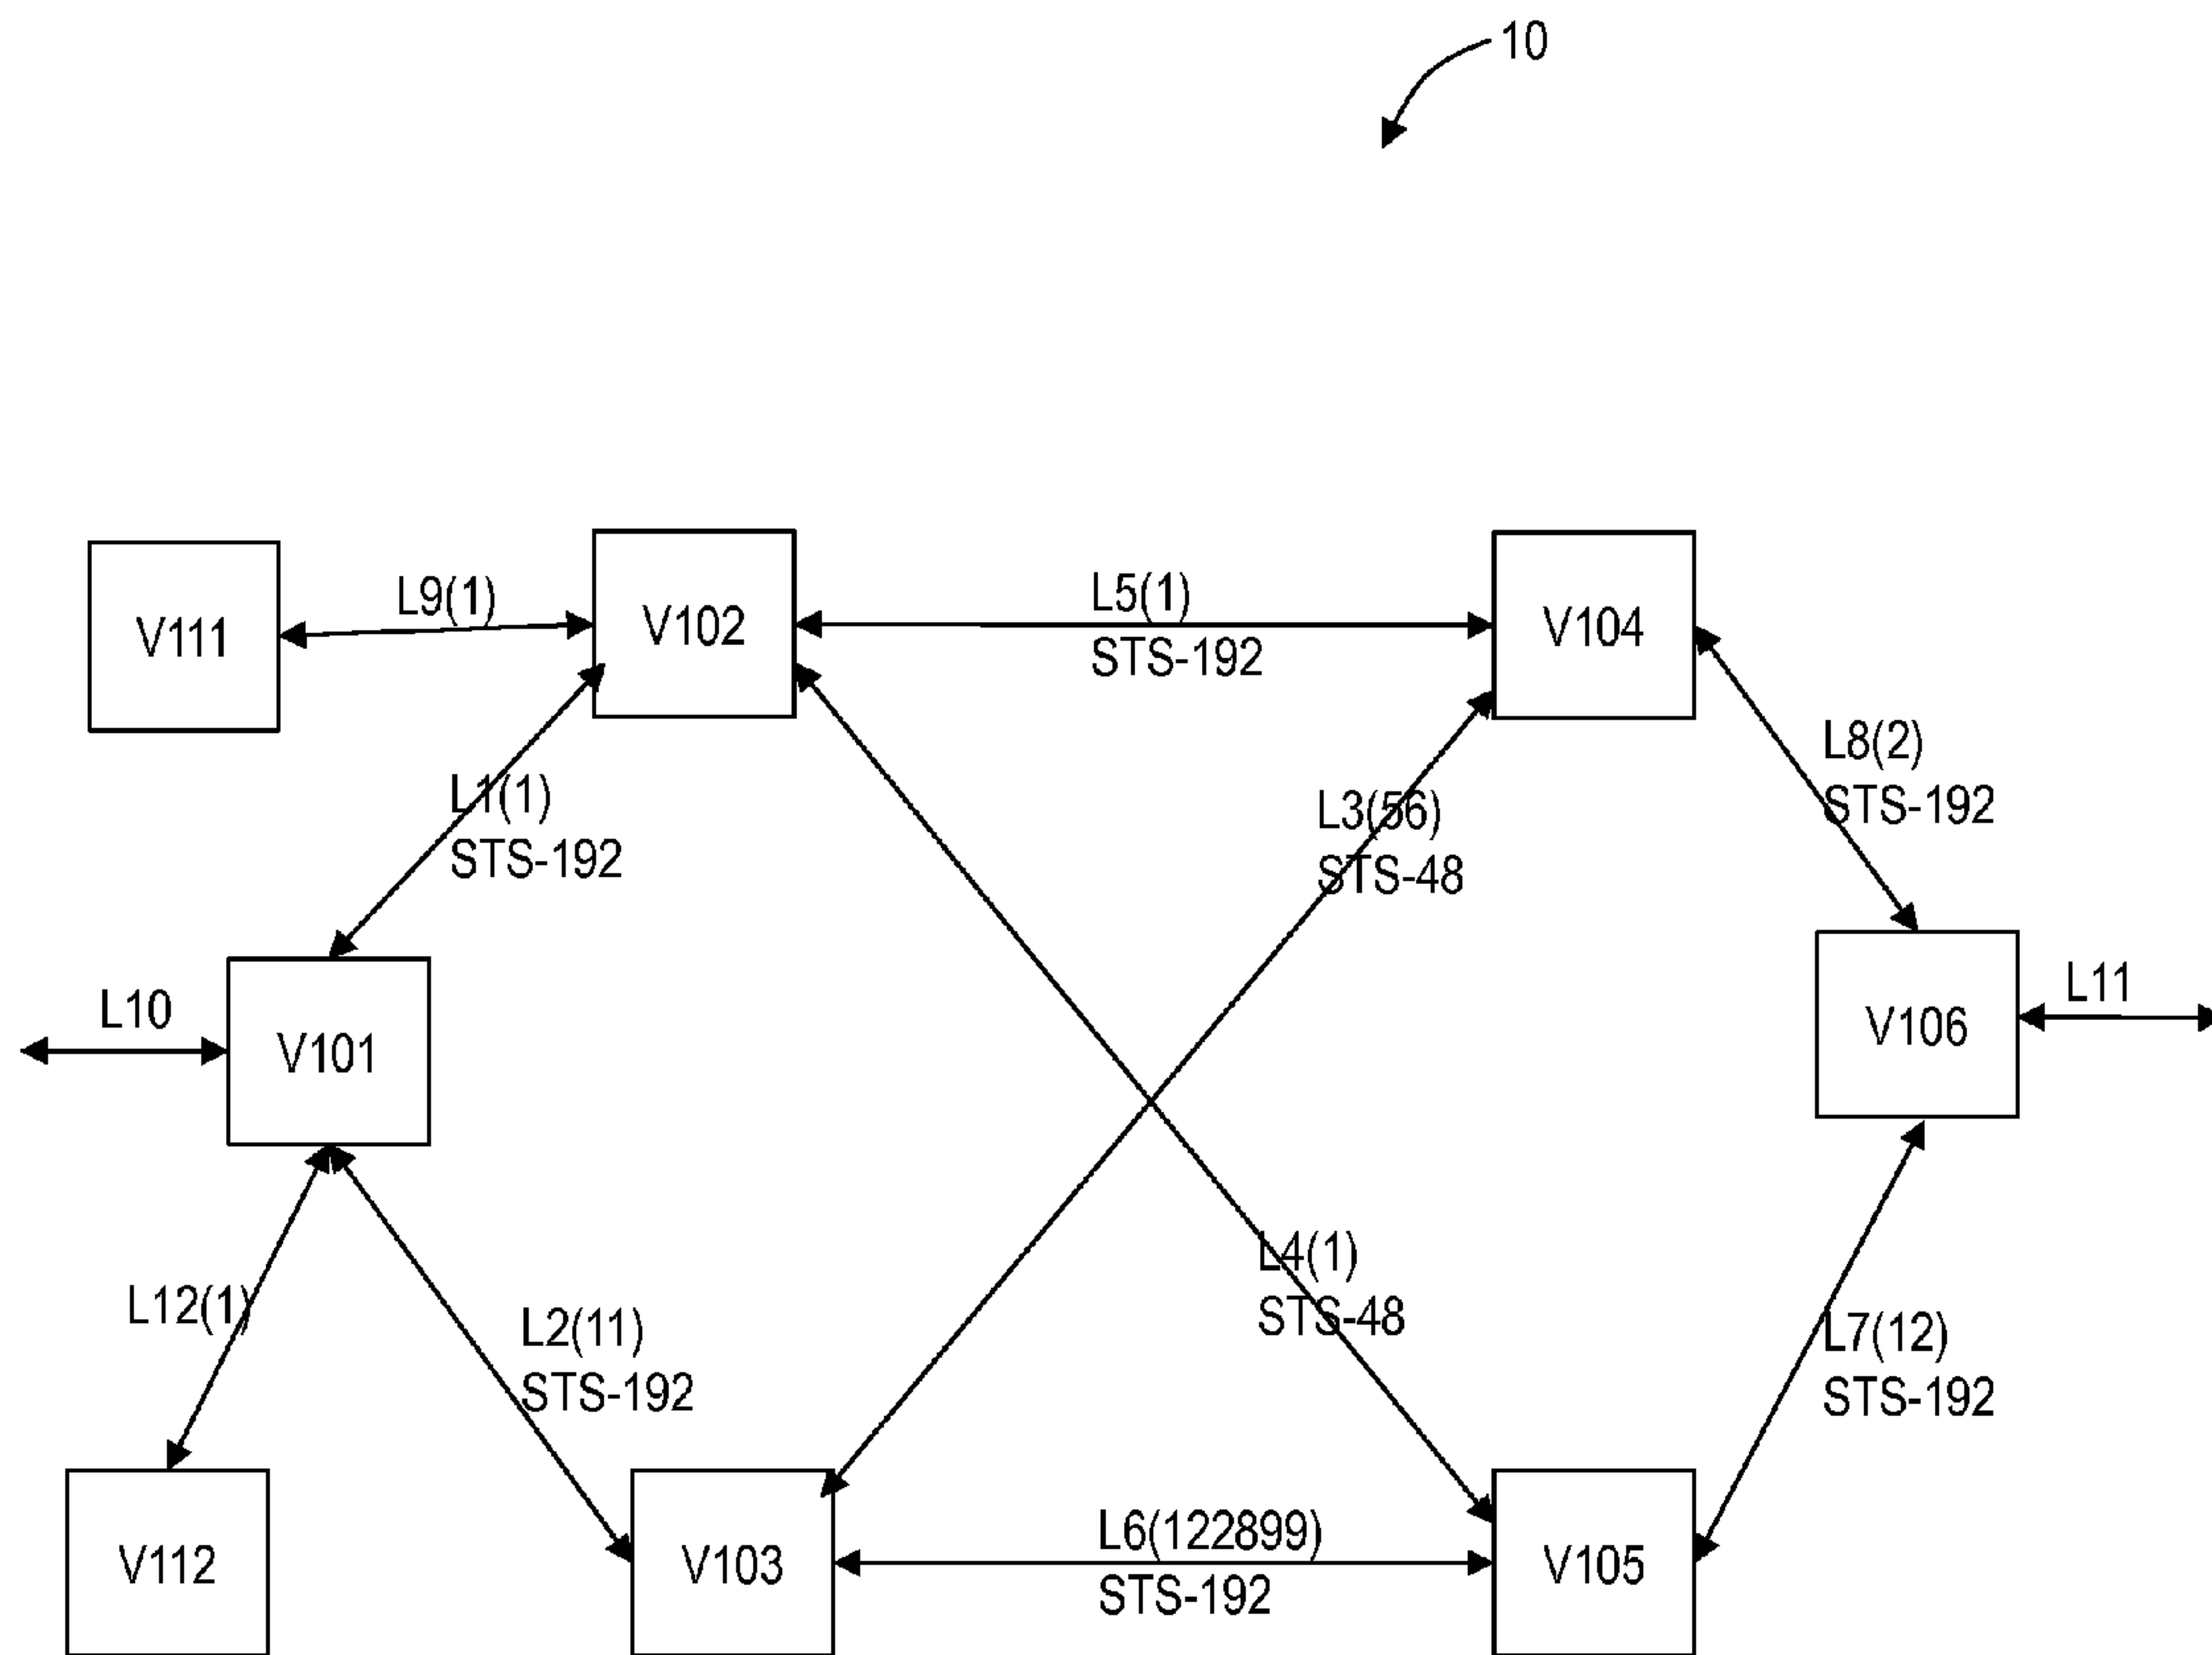 10
V111
L9(1)
V102
L5(1)
STS-192
V104
L1(1)
STS-192
L3(56)
STS-48
L8(2)
STS-192
L10
V101
V106
L11
L12(1)
L2(11)
STS-192
L4(1)
STS-48
L7(12)
STS-192
V112
V103
L6(122899)
STS-192
V105